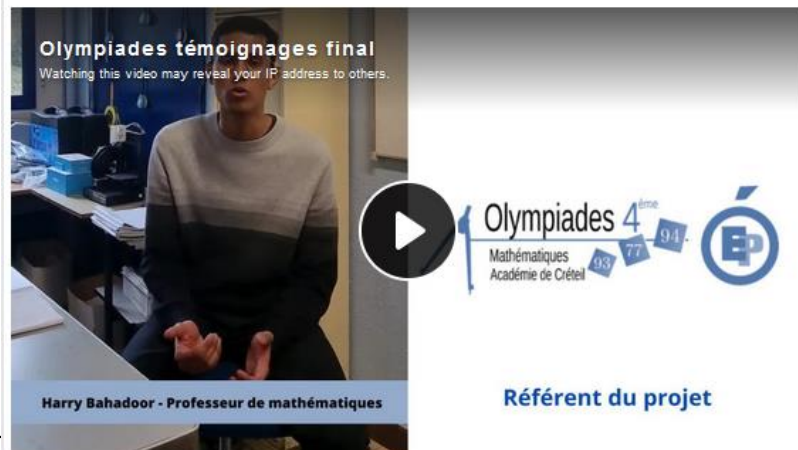 Olympiades témoignages final
Watching this video may reveal your IP address to others.
Olympiades 4ème
Mathématiques
Académie de Créteil
93 77 94
EP
Harry Bahadoor - Professeur de mathématiques
Référent du projet